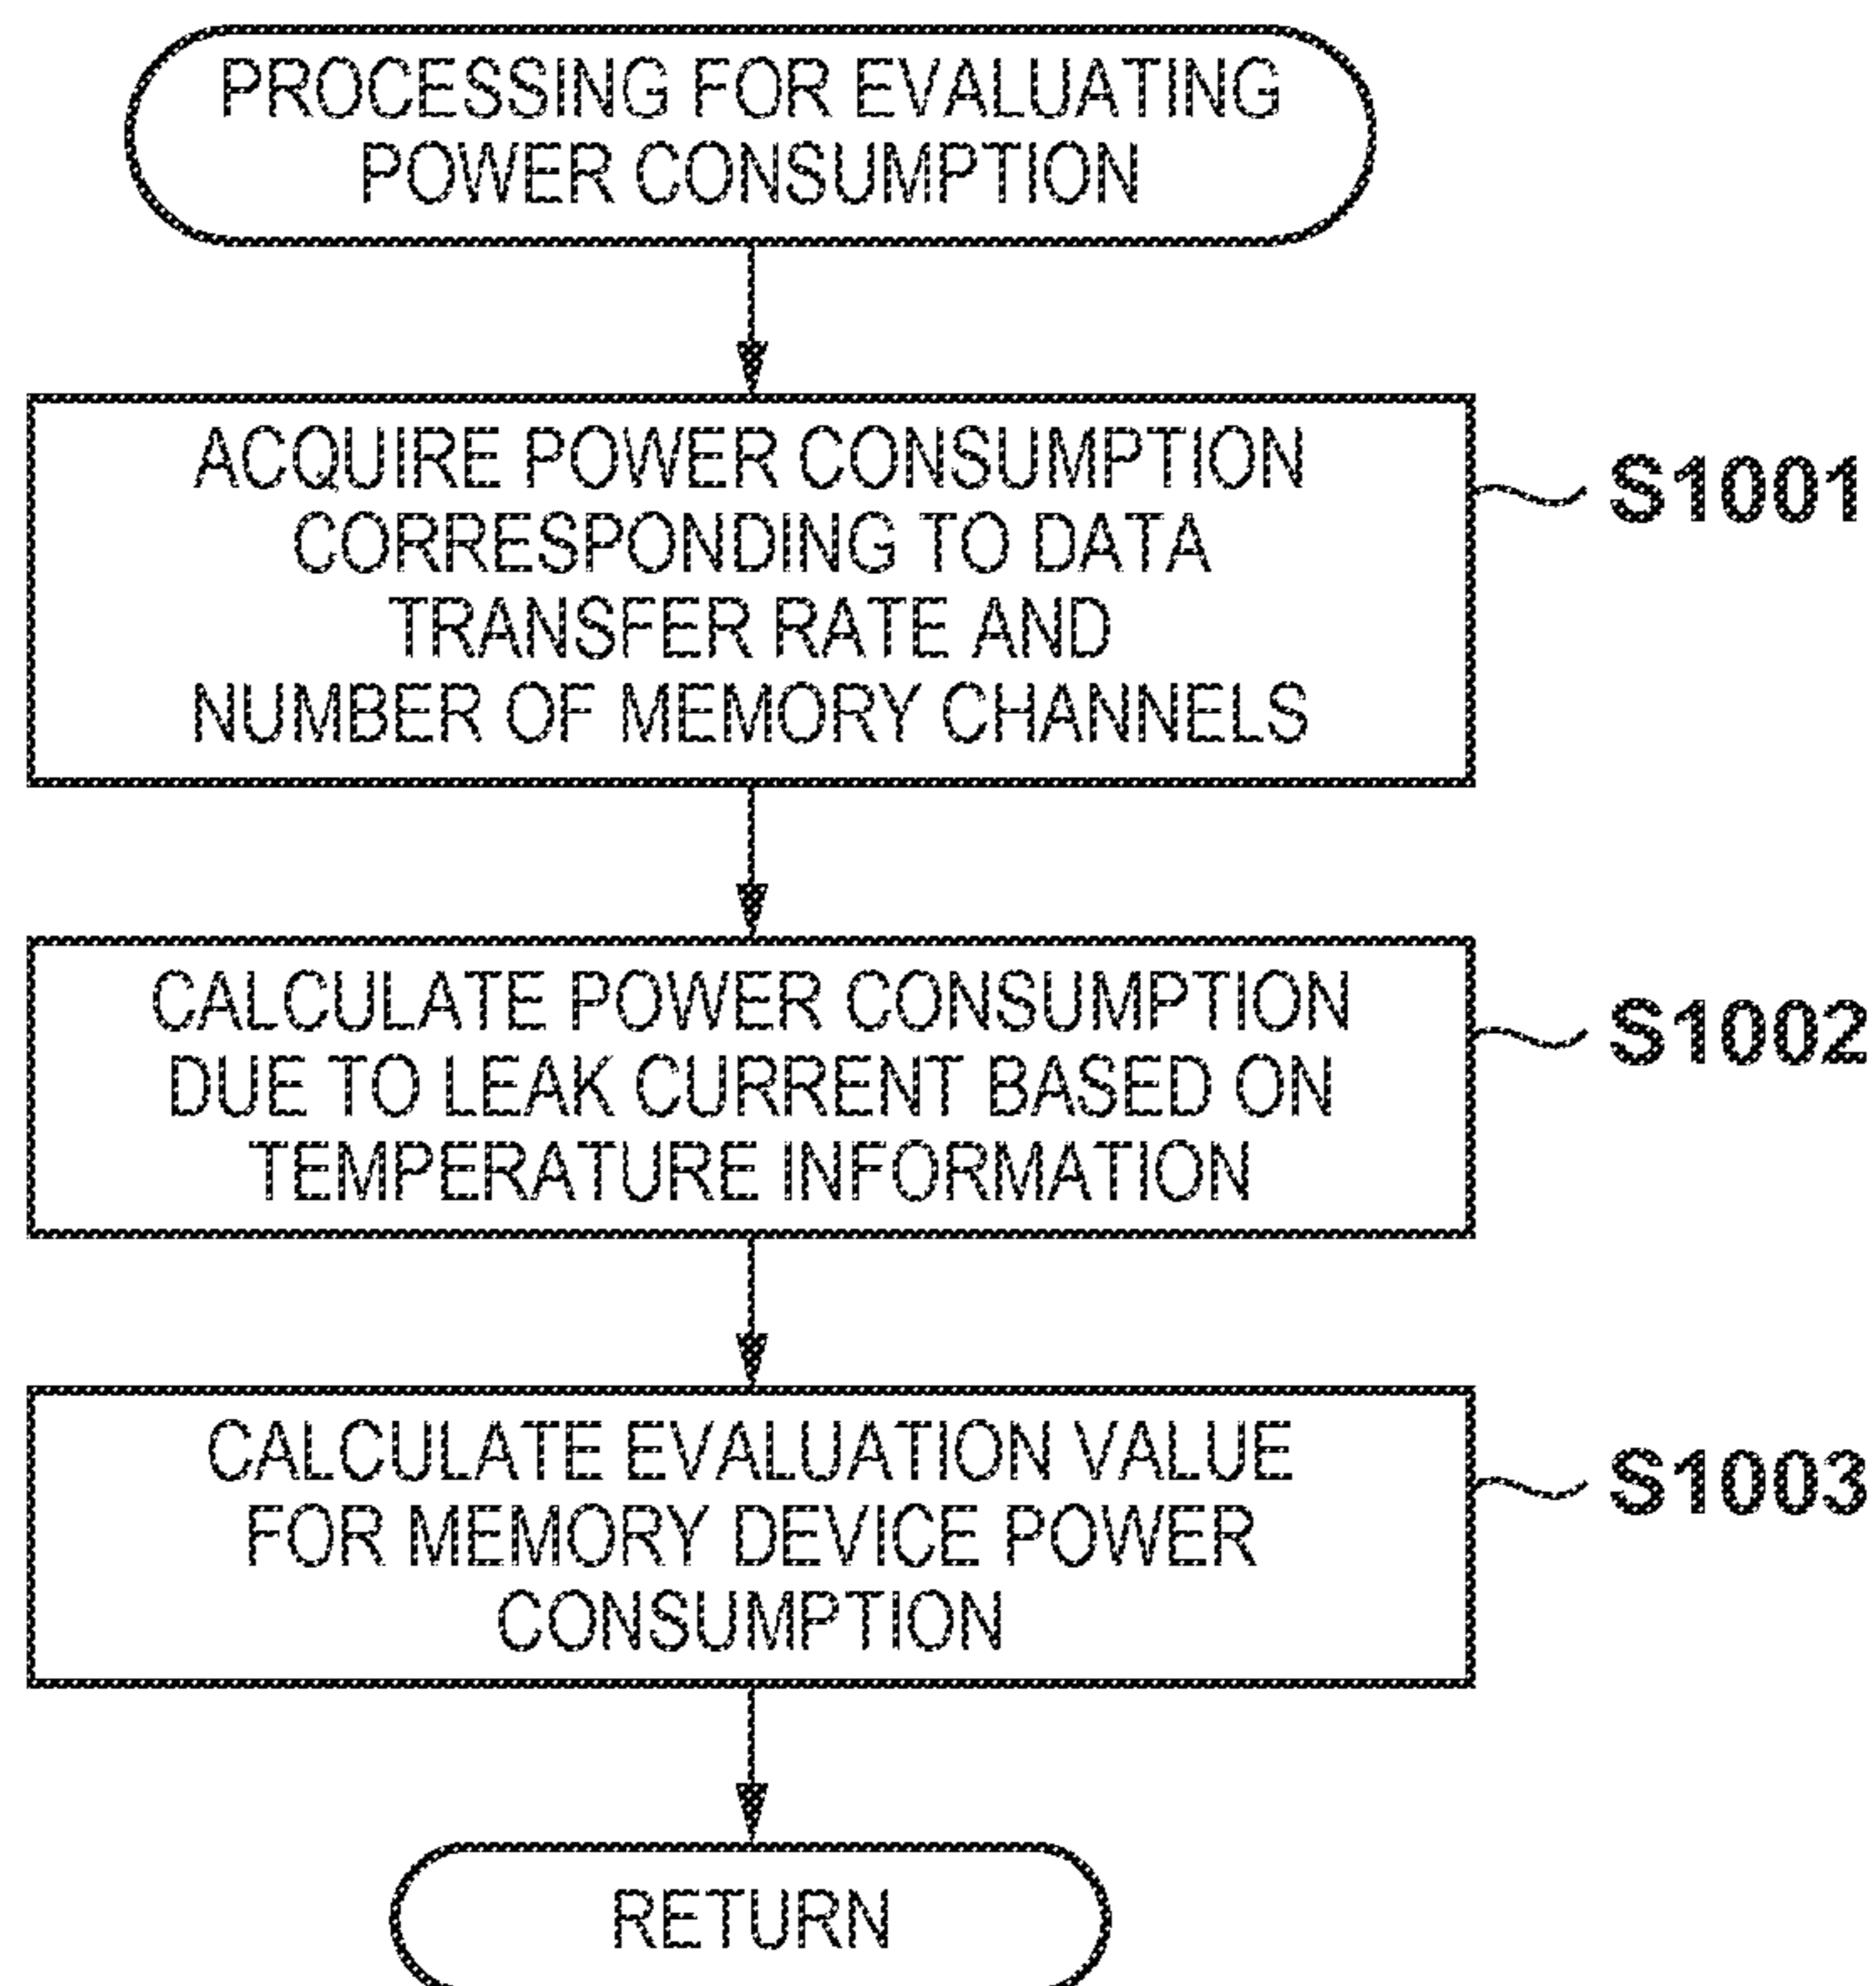 PROCESSING FOR EVALUATING
POWER CONSUMPTION
ACQUIRE POWER CONSUMPTION
CORRESPONDING TO DATA
TRANSFER RATE AND
NUMBER OF MEMORY CHANNELS
S1001
CALCULATE POWER CONSUMPTION
DUE TO LEAK CURRENT BASED ON
TEMPERATURE INFORMATION
S1002
CALCULATE EVALUATION VALUE
FOR MEMORY DEVICE POWER
CONSUMPTION
S1003
RETURN